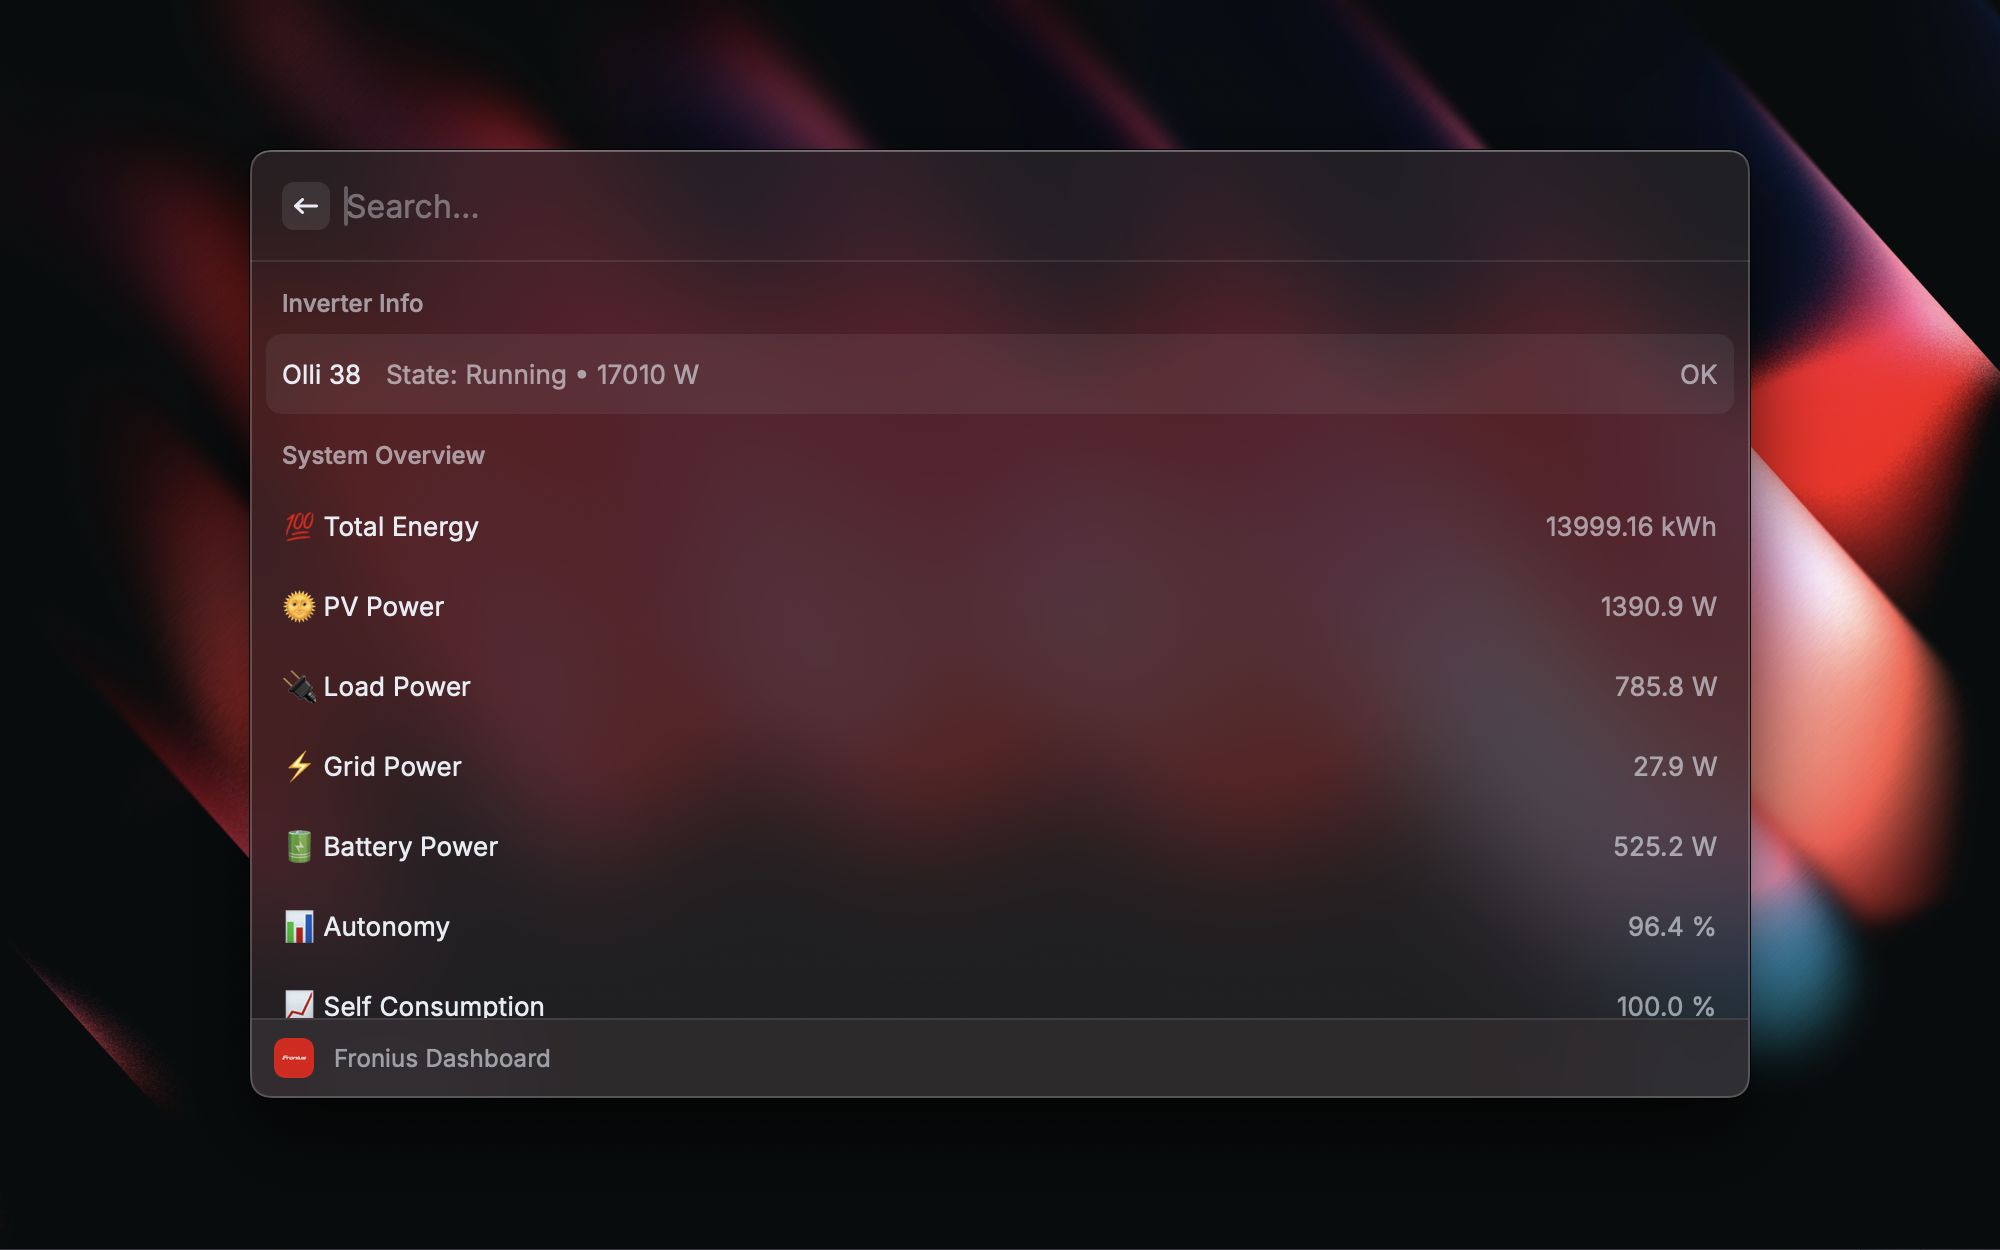 Search...
Inverter Info
Olli 38 State: Running • 17010 W OK
System Overview
💯 Total Energy 13999.16 kWh
🌞 PV Power 1390.9 W
🔌 Load Power 785.8 W
⚡ Grid Power 27.9 W
🔋 Battery Power 525.2 W
📊 Autonomy 96.4 %
📈 Self Consumption 100.0 %
Fronius Fronius Dashboard